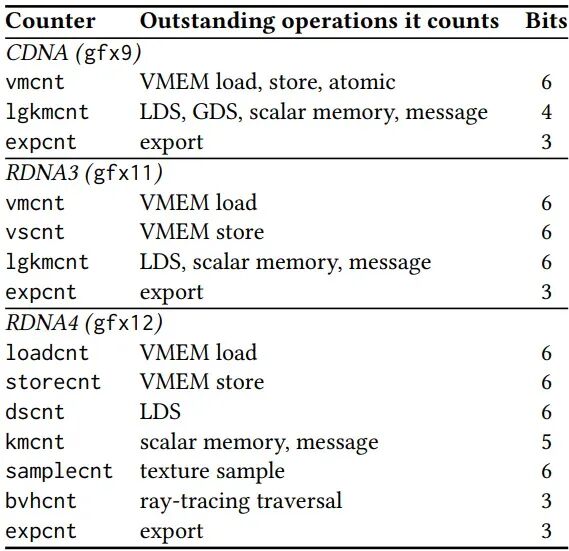 Counter Outstanding operations it counts Bits
CDNA (gfx9)
vmcnt VMEM load, store, atomic 6
lgkmcnt LDS, GDS, scalar memory, message 4
expcnt export 3
RDNA3 (gfx11)
vmcnt VMEM load 6
vscnt VMEM store 6
lgkmcnt LDS, scalar memory, message 6
expcnt export 3
RDNA4 (gfx12)
loadcnt VMEM load 6
storecnt VMEM store 6
dscnt LDS 6
kmcnt scalar memory, message 5
samplecnt texture sample 6
bvhcnt ray-tracing traversal 3
expcnt export 3